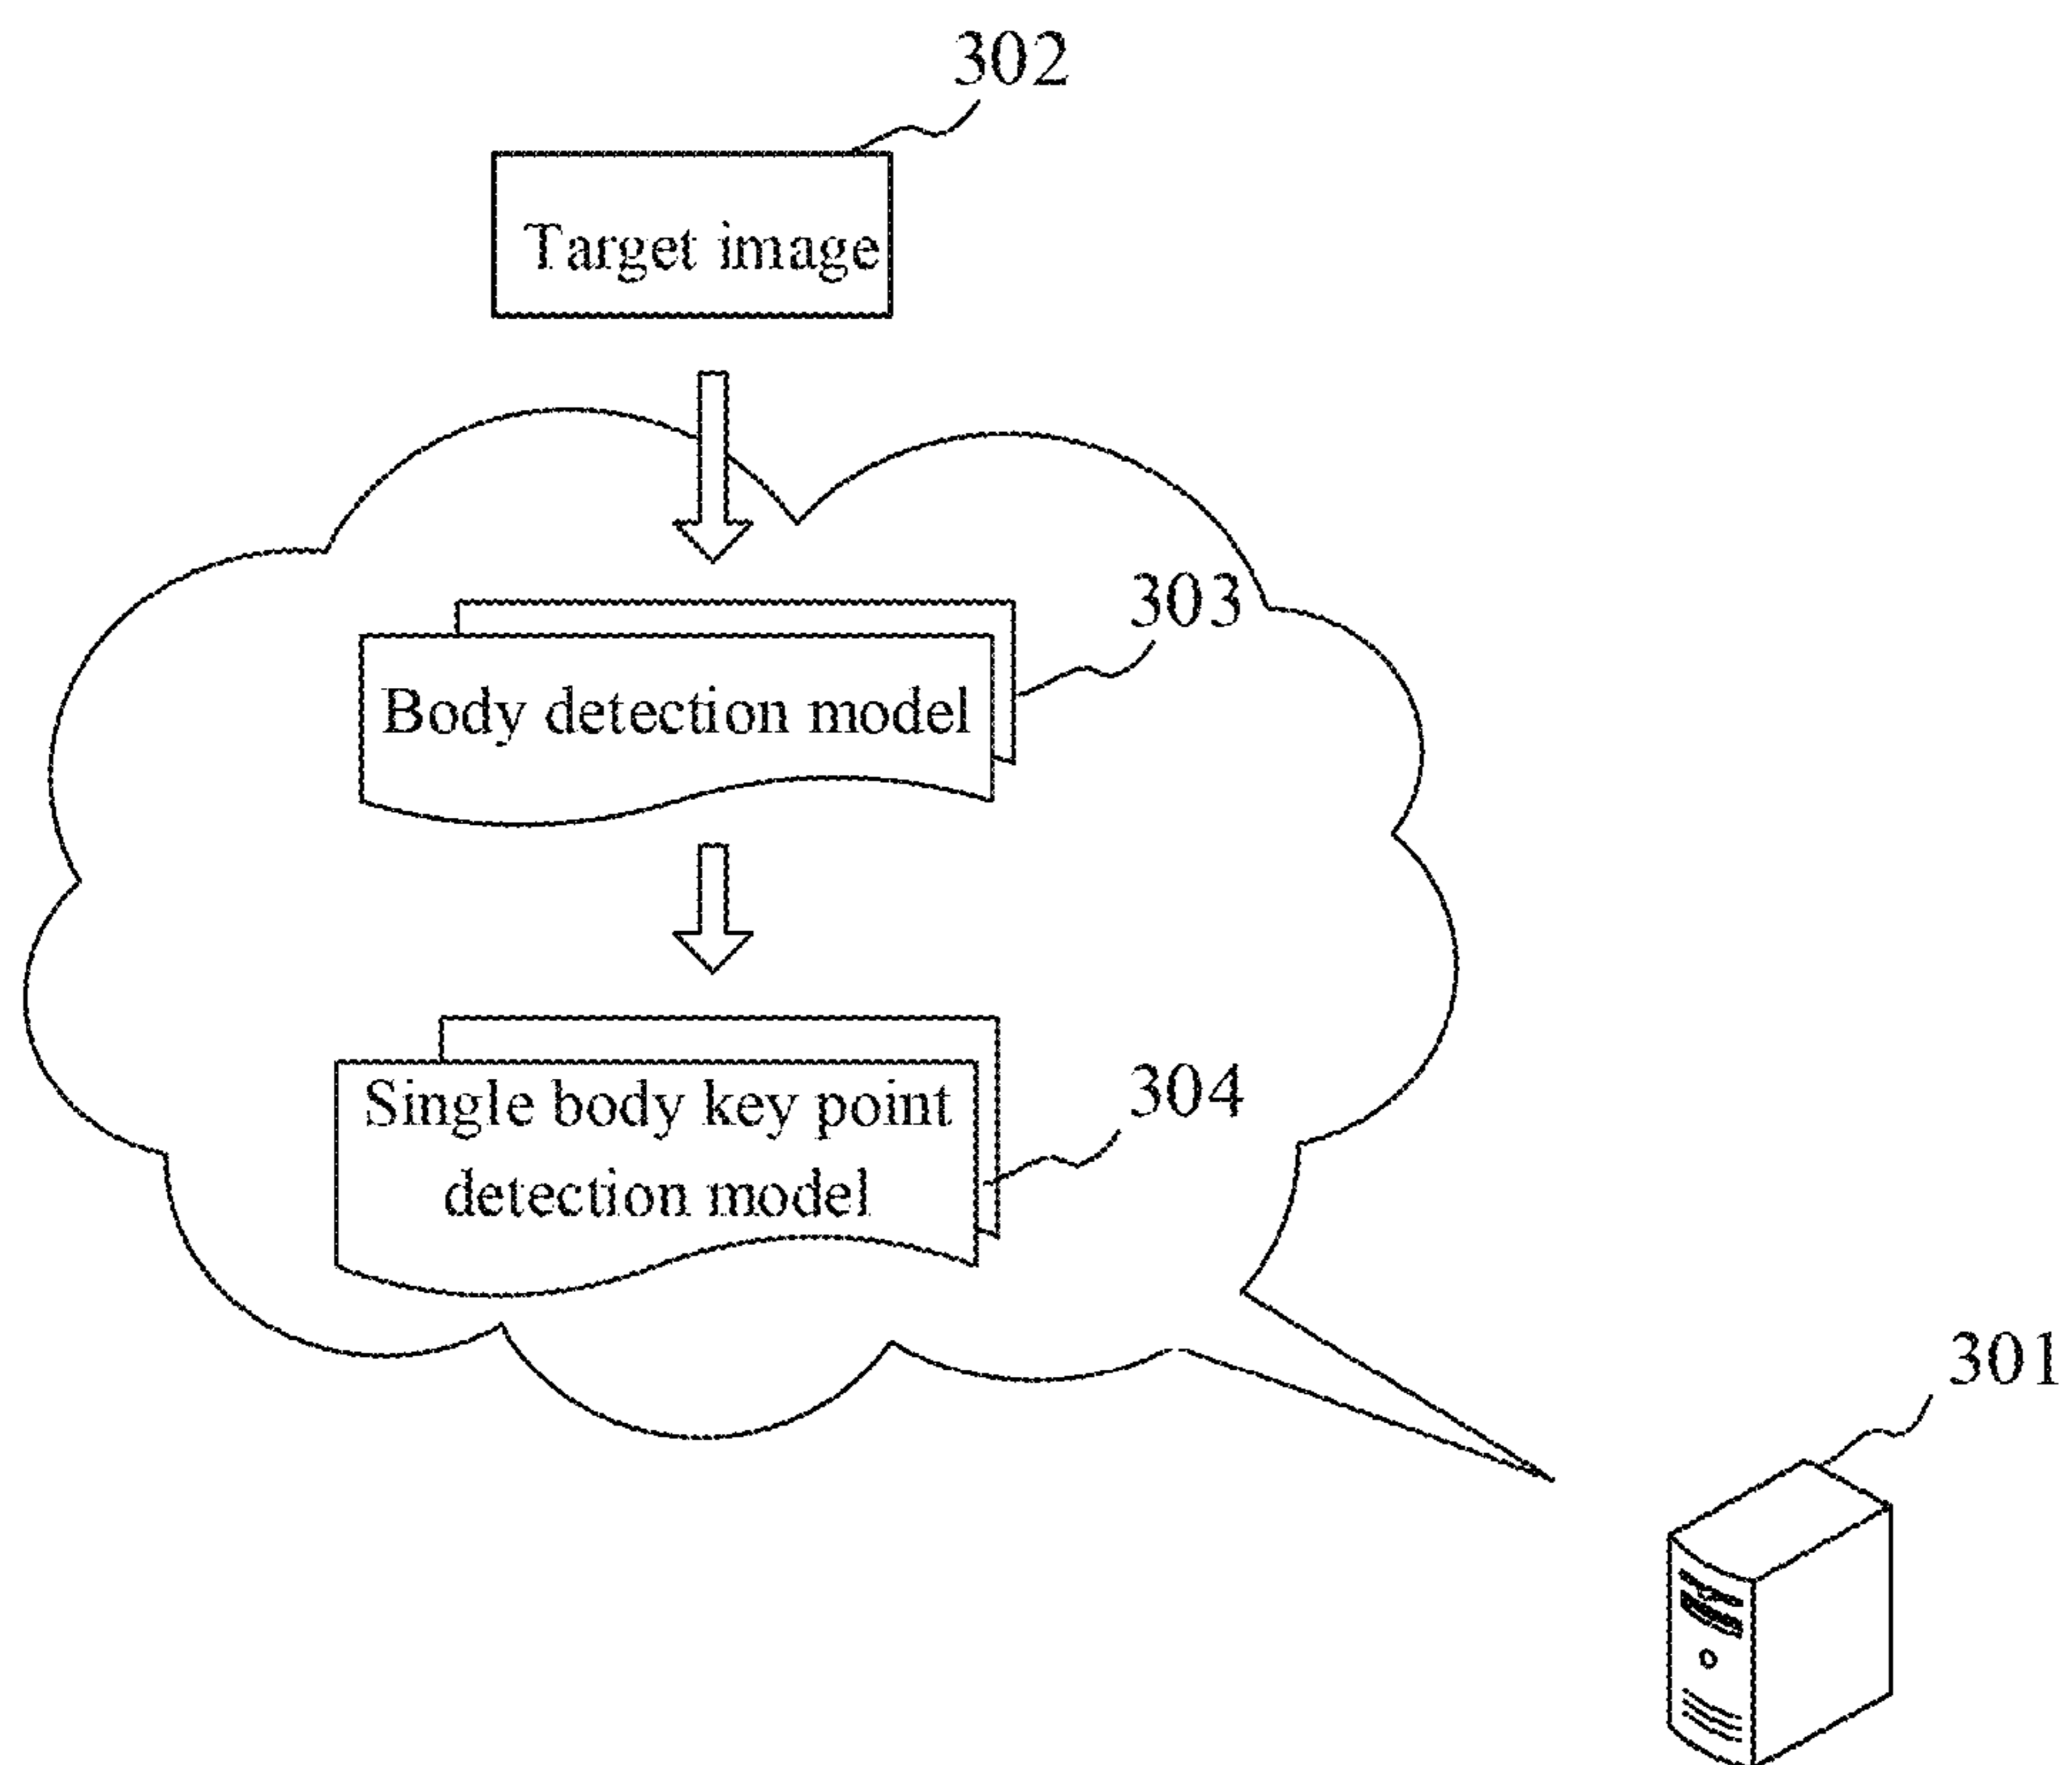 302
Target image
303
Body detection model
Single body key point
304
detection model
301